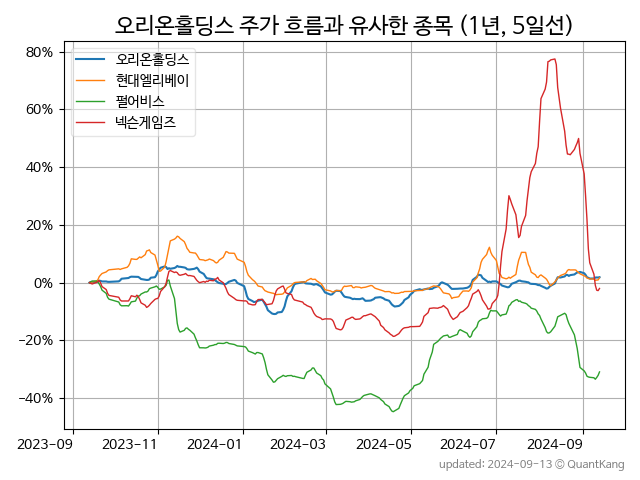 오리온홀딩스 주가 흐름과 유사한 종목 (1년, 5일선)
오리온홀딩스
현대엘리베이
펄어비스
넥슨게임즈
80%
60%
40%
20%
0%
−20%
−40%
2023-09 2023-11 2024-01 2024-03 2024-05 2024-07 2024-09
updated: 2024-09-13 © QuantKang